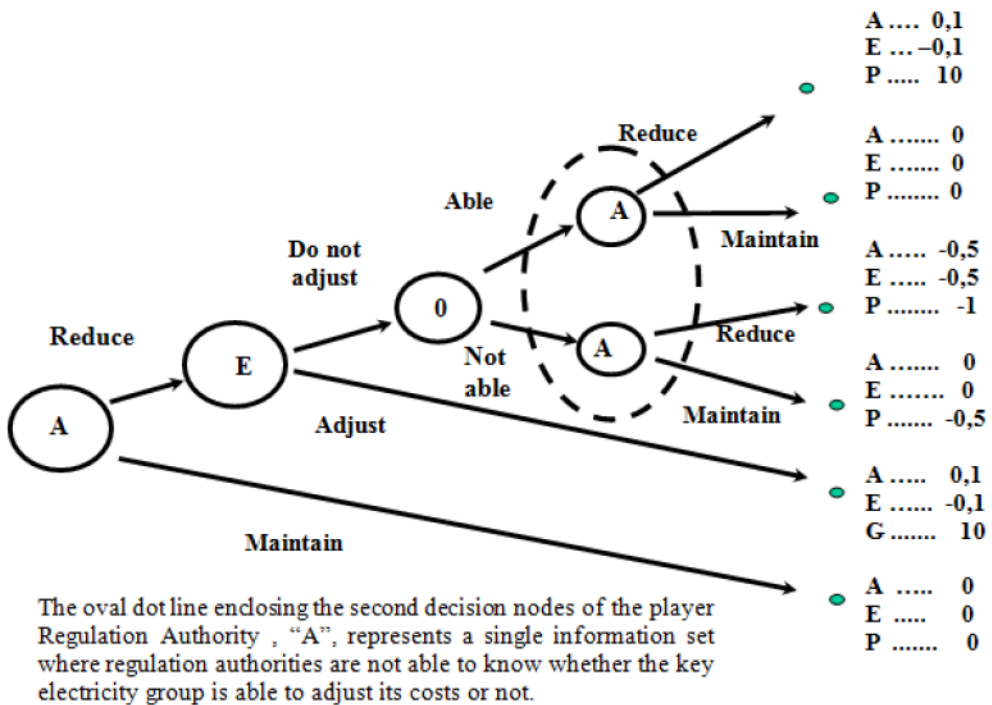 A .... 0,1
E ... –0,1
P ..... 10
Reduce
A ....... 0
E ....... 0
P ........ 0
Able
A
Maintain
Do not
adjust
A ..... -0,5
E ..... -0,5
P ........ -1
0
Reduce
E
Reduce
Not
able
A
A ....... 0
E ........ 0
P ....... -0,5
Maintain
A
Adjust
A ..... 0,1
E ...... -0,1
G ....... 10
Maintain
A ..... 0
E ..... 0
P ....... 0
The oval dot line enclosing the second decision nodes of the player
Regulation Authority , “A”, represents a single information set
where regulation authorities are not able to know whether the key
electricity group is able to adjust its costs or not.